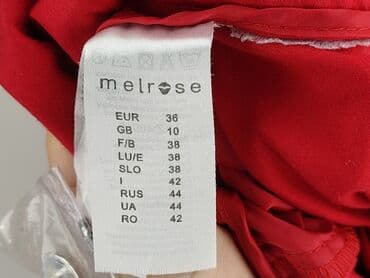 melrose
EUR 36
GB 10
F/B 38
LU/E 38
SLO 38
I 42
RUS 44
UA 44
RO 42